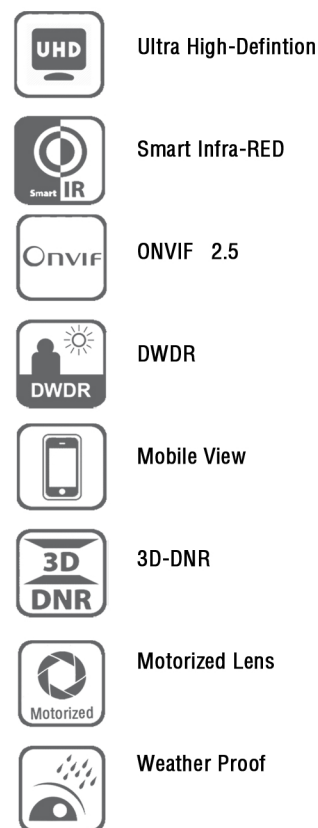 UHD
Ultra High-Defintion
Smart IR
Smart Infra-RED
ONVIF
ONVIF 2.5
DWDR
DWDR
Mobile View
3D
DNR
3D-DNR
Motorized
Motorized Lens
Weather Proof